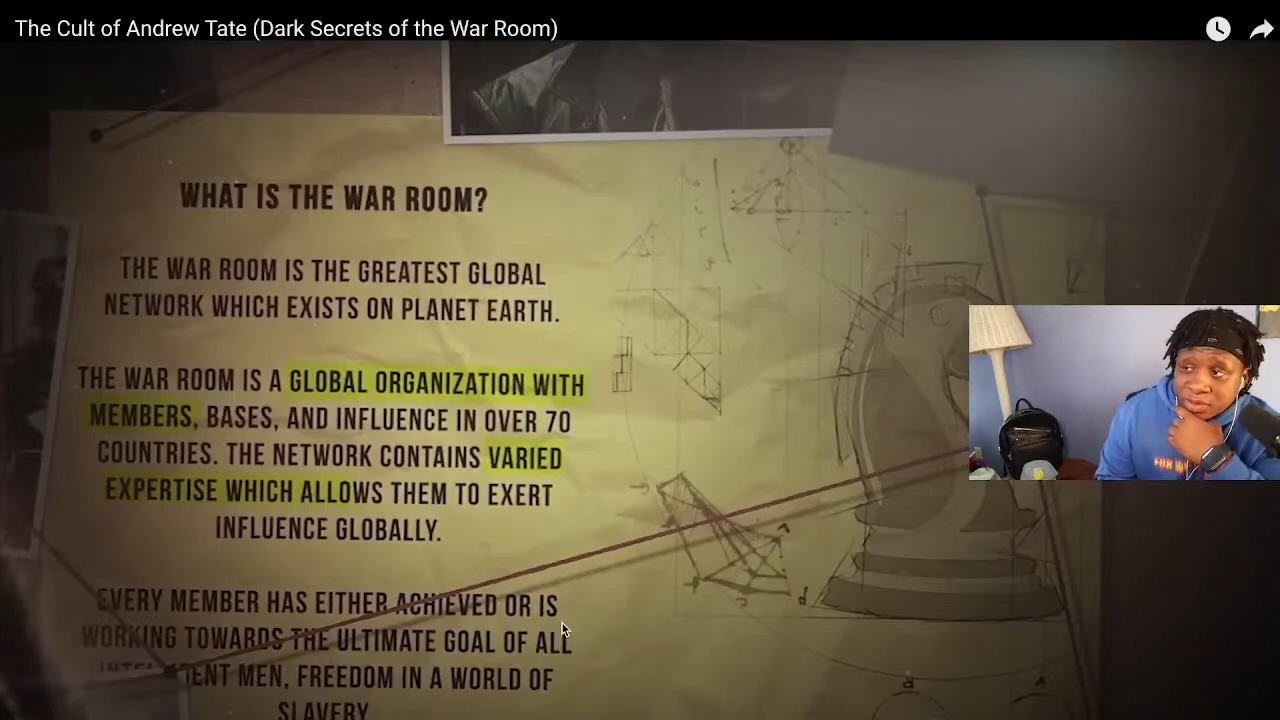 The Cult of Andrew Tate (Dark Secrets of the War Room)
WHAT IS THE WAR ROOM?
THE WAR ROOM IS THE GREATEST GLOBAL
NETWORK WHICH EXISTS ON PLANET EARTH.
THE WAR ROOM IS A GLOBAL ORGANIZATION WITH
MEMBERS, BASES, AND INFLUENCE IN OVER 70
COUNTRIES. THE NETWORK CONTAINS VARIED
EXPERTISE WHICH ALLOWS THEM TO EXERT
INFLUENCE GLOBALLY.
EVERY MEMBER HAS EITHER ACHIEVED OR IS
WORKING TOWARDS THE ULTIMATE GOAL OF ALL
MEN, FREEDOM IN A WORLD OF
SLAVERY
FOR